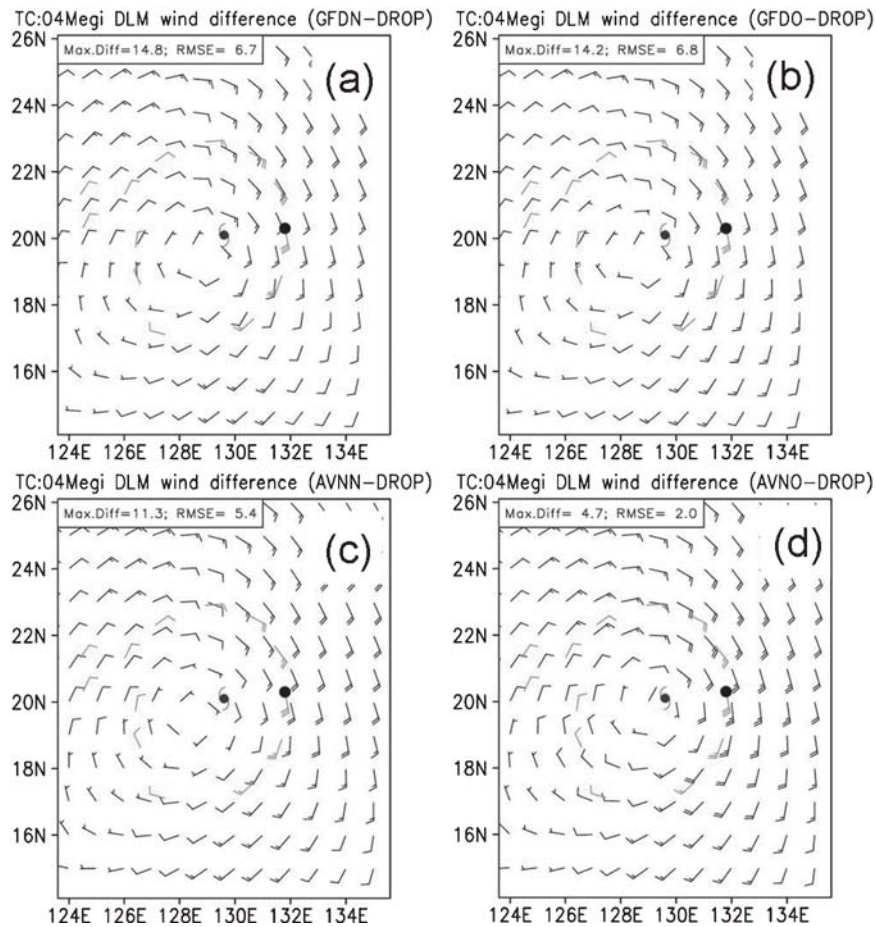 TC:04Megi DLM wind difference (GFDN-DROP)
26N
Max.Diff=14.8; RMSE= 6.7
(a)
24N
22N
20N
18N
16N
124E 126E 128E 130E 132E 134E
TC:04Megi DLM wind difference (GFDO-DROP)
26N
Max.Diff=14.2; RMSE= 6.8
(b)
24N
22N
20N
18N
16N
124E 126E 128E 130E 132E 134E
TC:04Megi DLM wind difference (AVNN-DROP)
26N
Max.Diff=11.3; RMSE= 5.4
(c)
24N
22N
20N
18N
16N
124E 126E 128E 130E 132E 134E
TC:04Megi DLM wind difference (AVNO-DROP)
26N
Max.Diff= 4.7; RMSE= 2.0
(d)
24N
22N
20N
18N
16N
124E 126E 128E 130E 132E 134E